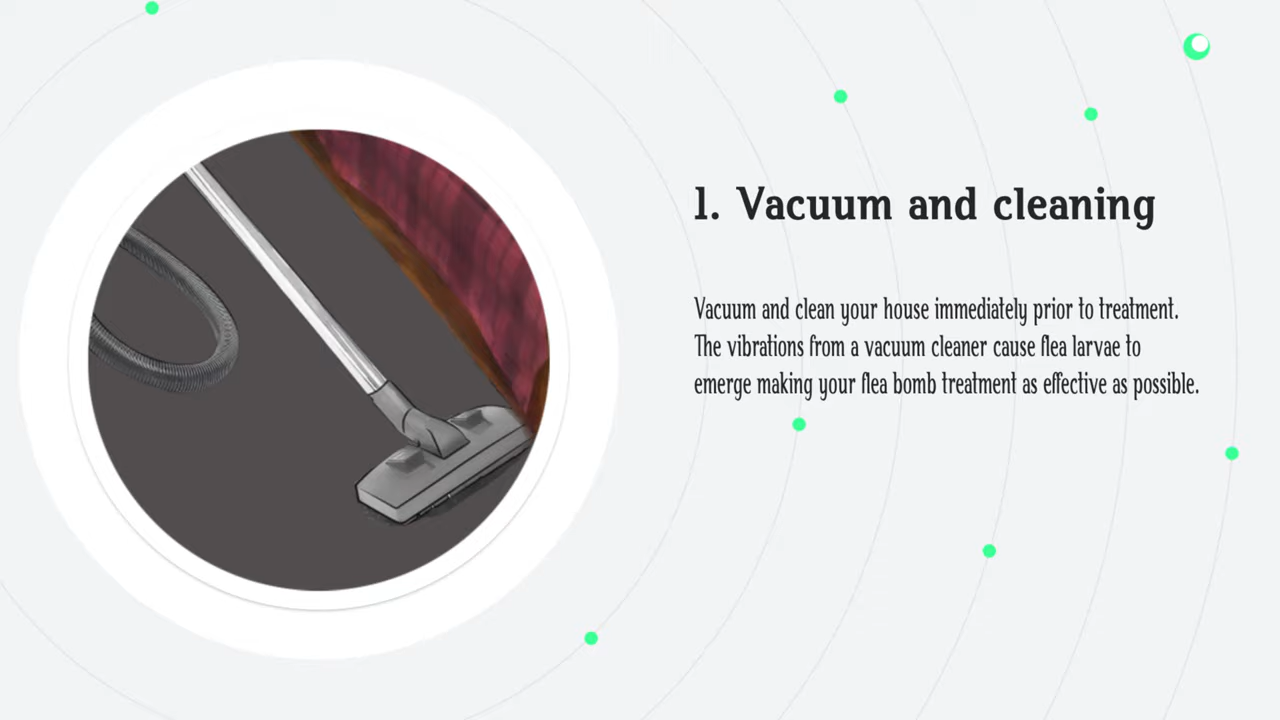 1. Vacuum and cleaning
Vacuum and clean your house immediately prior to treatment.
The vibrations from a vacuum cleaner cause flea larvae to
emerge making your flea bomb treatment as effective as possible.